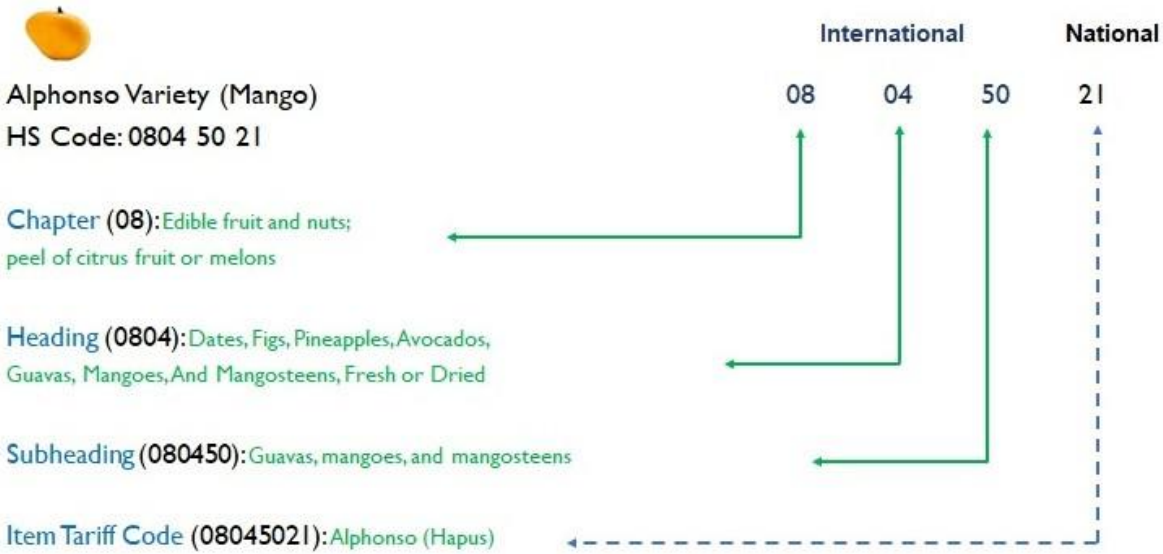 International National
Alphonso Variety (Mango) 08 04 50 21
HS Code: 0804 50 21
Chapter (08): Edible fruit and nuts;
peel of citrus fruit or melons
Heading (0804): Dates, Figs, Pineapples, Avocados,
Guavas, Mangoes, And Mangosteens, Fresh or Dried
Subheading (080450): Guavas, mangoes, and mangosteens
Item Tariff Code (08045021): Alphonso (Hapus)